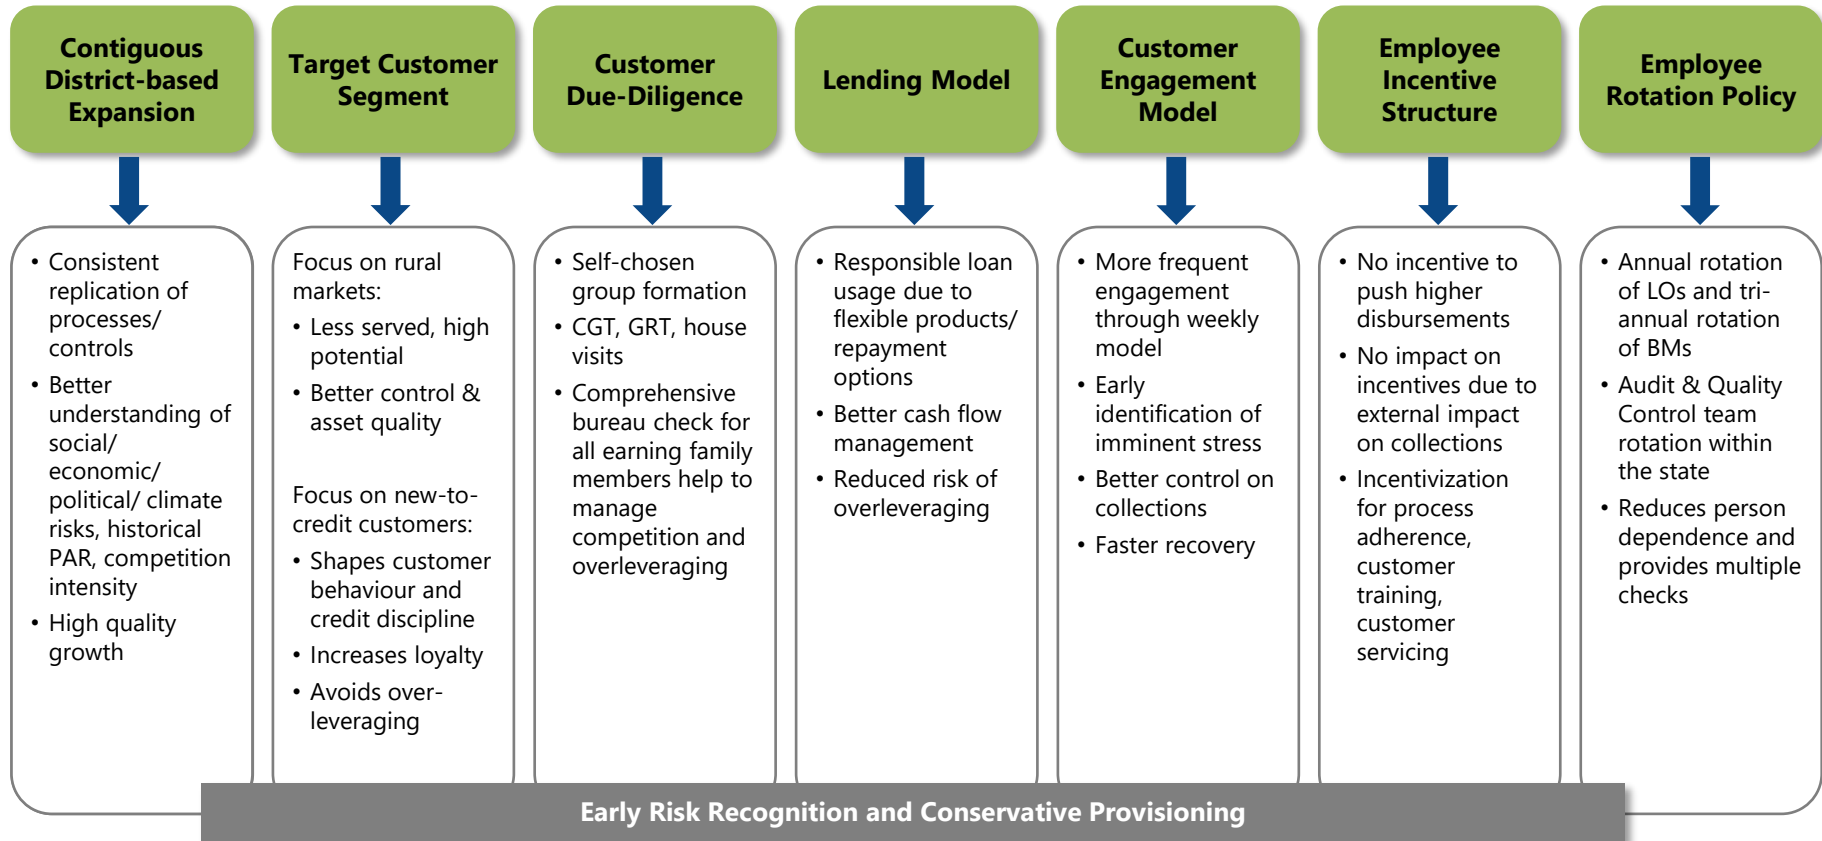 Contiguous
District-based
Expansion
Target Customer
Segment
Customer
Due-Diligence
Lending Model
Customer
Engagement
Model
Employee
Incentive
Structure
Employee
Rotation Policy
• Consistent
replication of
processes/
controls
• Better
understanding of
social/
economic/
political/ climate
risks, historical
PAR, competition
intensity
• High quality
growth
Focus on rural
markets:
• Less served, high
potential
• Better control &
asset quality
Focus on new-to-
credit customers:
• Shapes customer
behaviour and
credit discipline
• Increases loyalty
• Avoids over-
leveraging
• Self-chosen
group formation
• CGT, GRT, house
visits
• Comprehensive
bureau check for
all earning family
members help to
manage
competition and
overleveraging
• Responsible loan
usage due to
flexible products/
repayment
options
• Better cash flow
management
• Reduced risk of
overleveraging
• More frequent
engagement
through weekly
model
• Early
identification of
imminent stress
• Better control on
collections
• Faster recovery
• No incentive to
push higher
disbursements
• No impact on
incentives due to
external impact
on collections
• Incentivization
for process
adherence,
customer
training,
customer
servicing
• Annual rotation
of LOs and tri-
annual rotation
of BMs
• Audit & Quality
Control team
rotation within
the state
• Reduces person
dependence and
provides multiple
checks
Early Risk Recognition and Conservative Provisioning